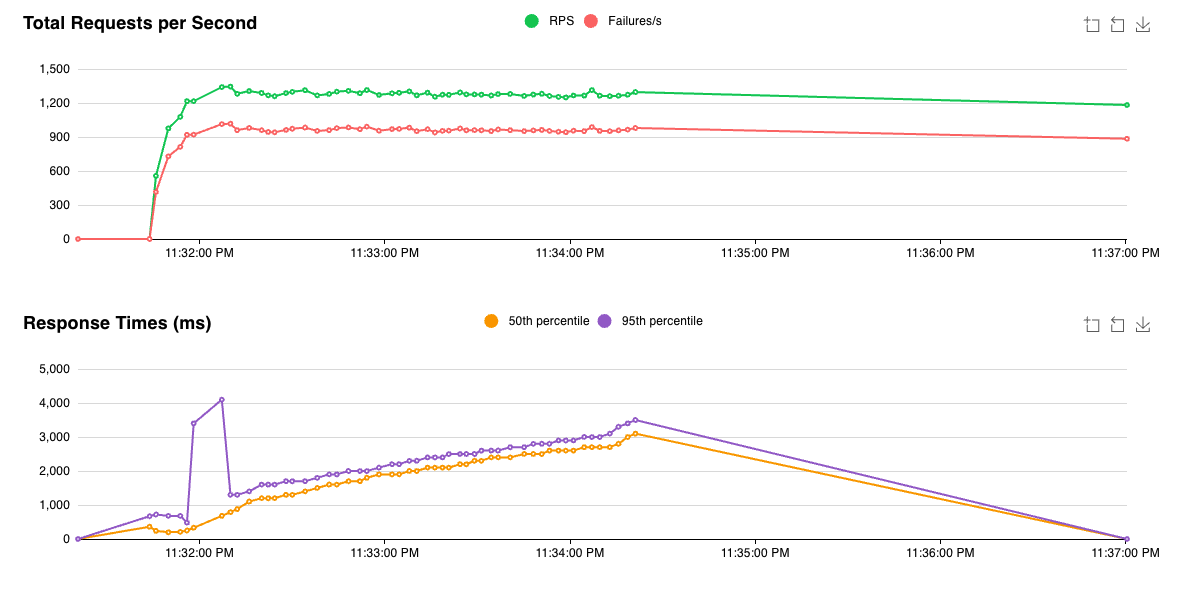 Total Requests per Second
RPS Failures/s
1,500
1,200
900
600
300
0
11:32:00 PM 11:33:00 PM 11:34:00 PM 11:35:00 PM 11:36:00 PM 11:37:00 PM
Response Times (ms)
50th percentile 95th percentile
5,000
4,000
3,000
2,000
1,000
0
11:32:00 PM 11:33:00 PM 11:34:00 PM 11:35:00 PM 11:36:00 PM 11:37:00 PM